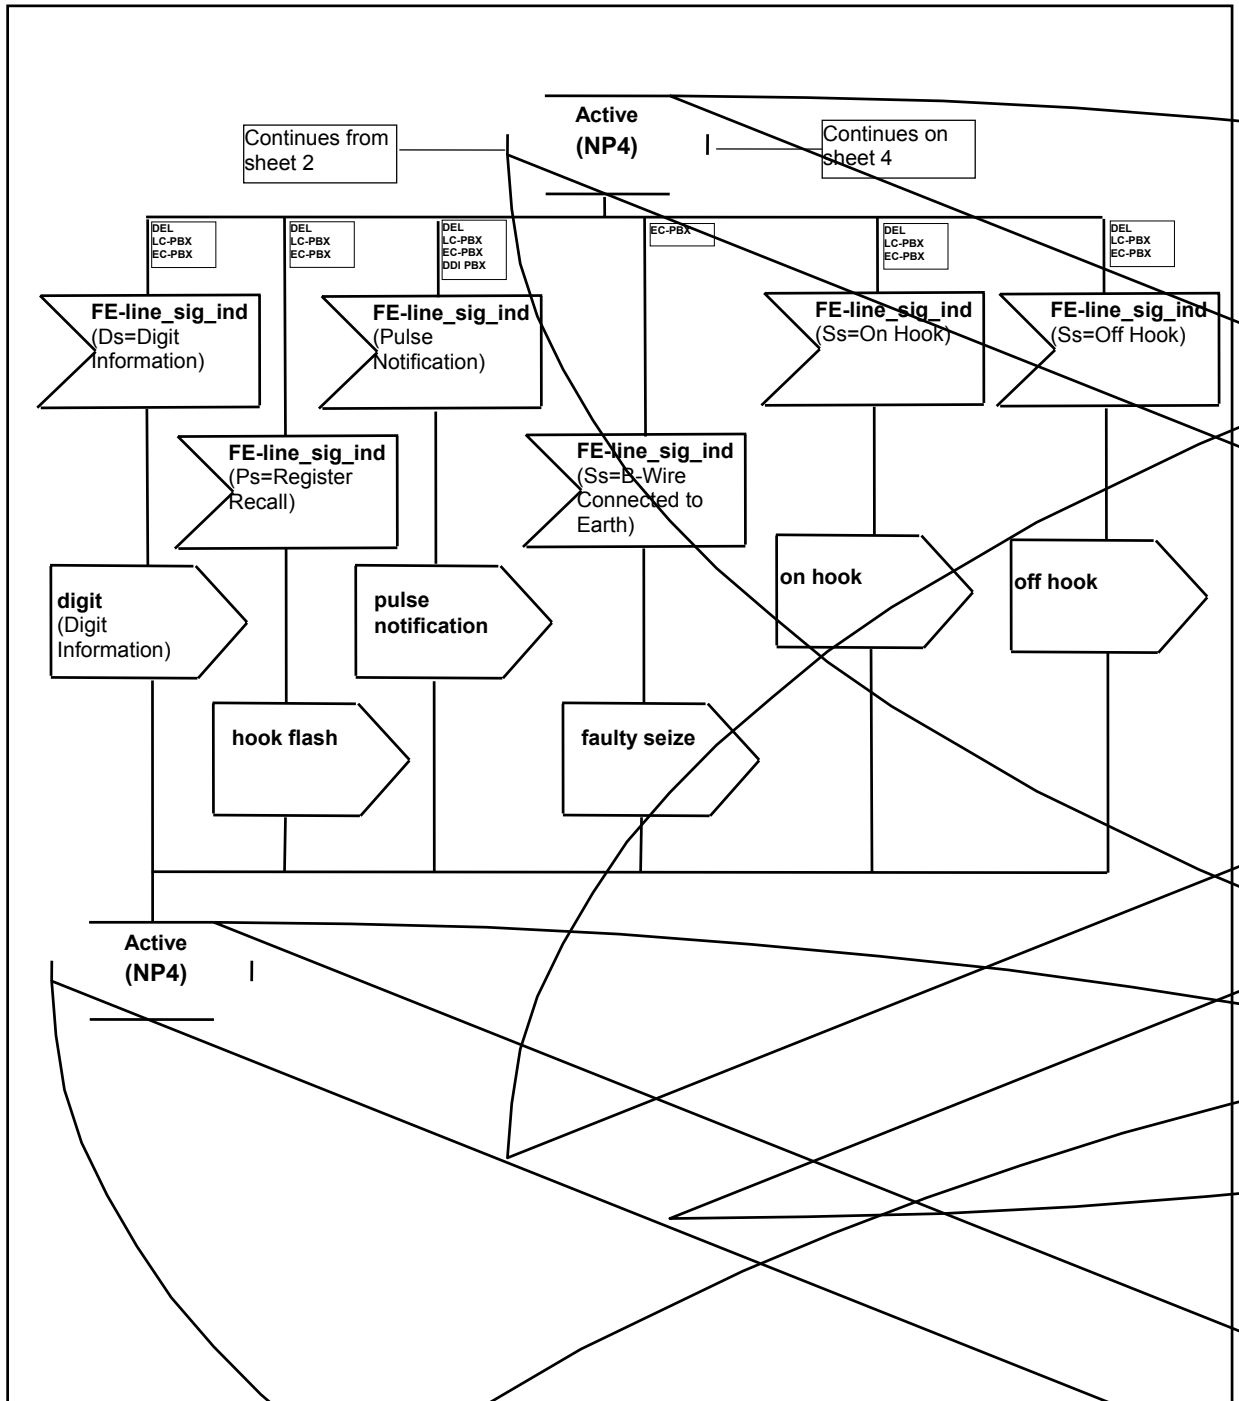 Active
(NP4)
Continues from
sheet 2
Continues on
sheet 4
DEL
LC-PBX
EC-PBX
DEL
LC-PBX
EC-PBX
DEL
LC-PBX
EC-PBX
DDI PBX
EC-PBX
DEL
LC-PBX
EC-PBX
DEL
LC-PBX
EC-PBX
FE-line_sig_ind
(Ds=Digit
Information)
FE-line_sig_ind
(Pulse
Notification)
FE-line_sig_ind
(Ss=On Hook)
FE-line_sig_ind
(Ss=Off Hook)
FE-line_sig_ind
(Ps=Register
Recall)
FE-line_sig_ind
(Ss=B-Wire
Connected to
Earth)
digit
(Digit
Information)
pulse
notification
on hook
off hook
hook flash
faulty seize
Active
(NP4)